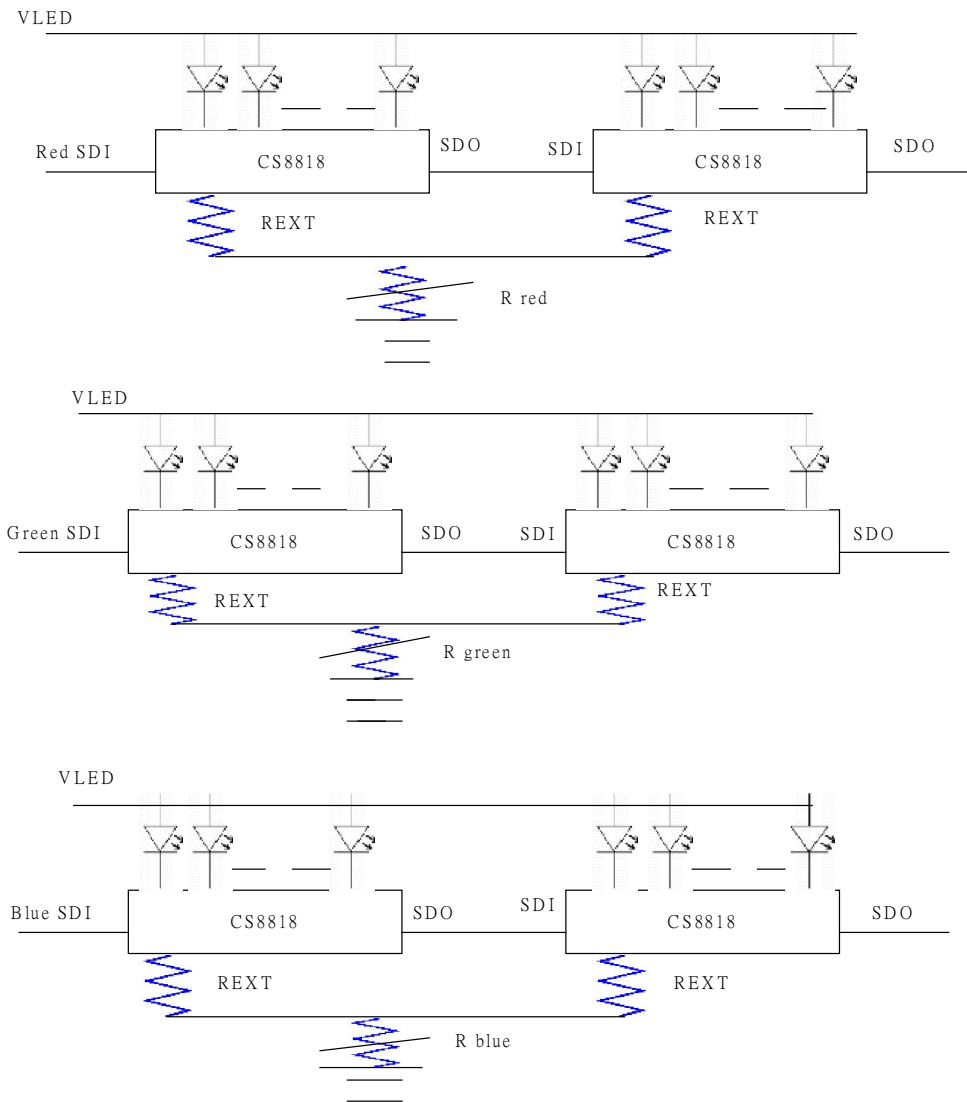 VLED
Red SDI CS8818 SDO SDI CS8818 SDO
REXT REXT
R red
VLED
Green SDI CS8818 SDO SDI CS8818 SDO
REXT REXT
R green
VLED
Blue SDI CS8818 SDO SDI CS8818 SDO
REXT REXT
R blue